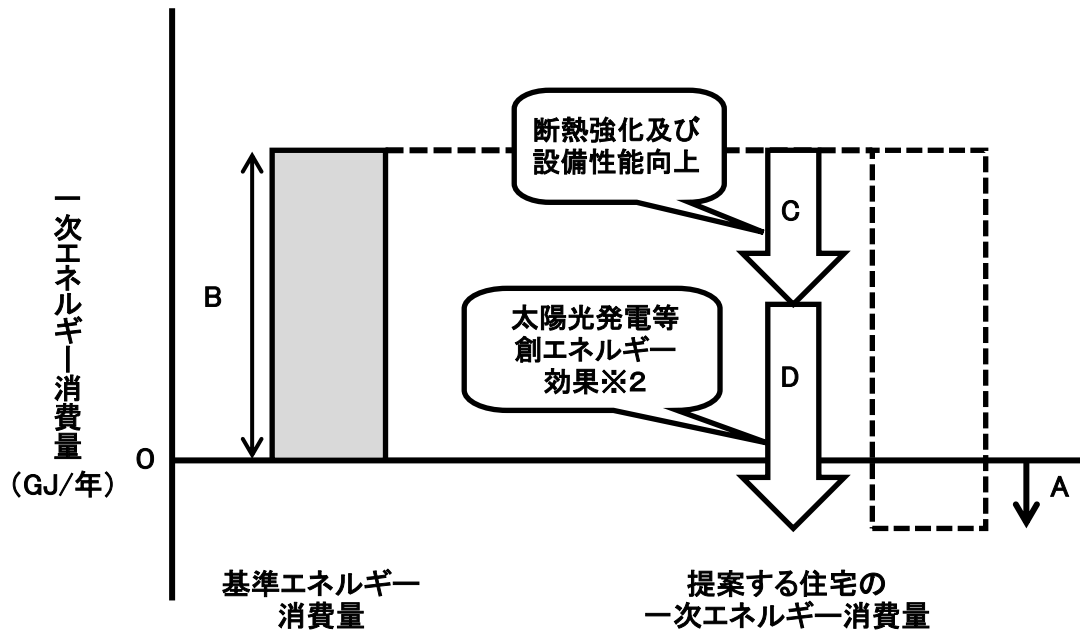 断熱強化及び
設備性能向上
C
B
太陽光発電等
創エネルギー
効果※2
D
一次エネルギー消費量
(GJ/年)
0
A
基準エネルギー
消費量
提案する住宅の
一次エネルギー消費量